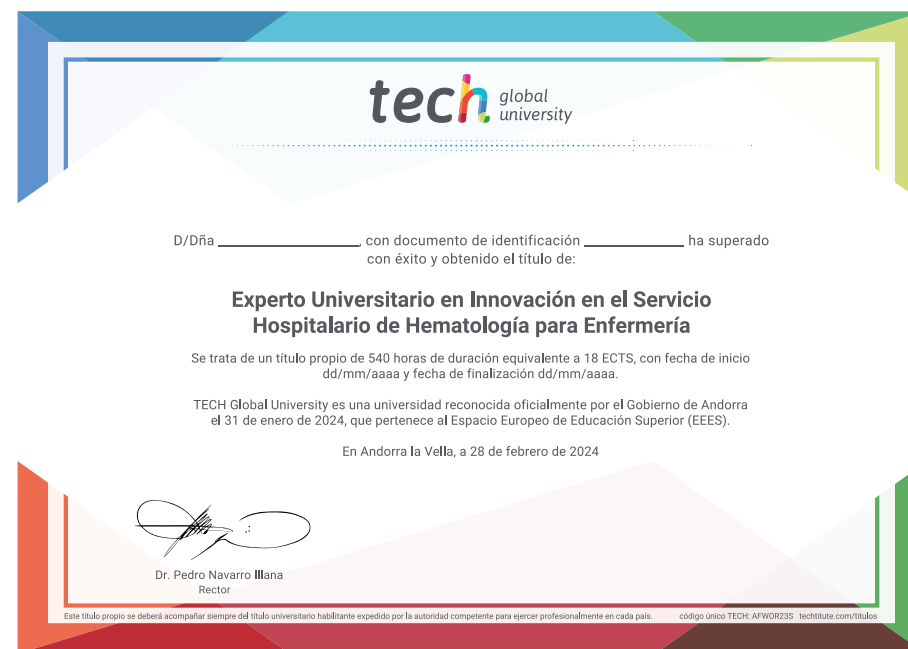 tech global university
D/Dña ____________________, con documento de identificación ______________ ha superado
con éxito y obtenido el título de:
Experto Universitario en Innovación en el Servicio
Hospitalario de Hematología para Enfermería
Se trata de un título propio de 540 horas de duración equivalente a 18 ECTS, con fecha de inicio
dd/mm/aaaa y fecha de finalización dd/mm/aaaa.
TECH Global University es una universidad reconocida oficialmente por el Gobierno de Andorra
el 31 de enero de 2024, que pertenece al Espacio Europeo de Educación Superior (EEES).
En Andorra la Vella, a 28 de febrero de 2024
Dr. Pedro Navarro Illana
Rector
Este título propio se deberá acompañar siempre del título universitario habilitante expedido por la autoridad competente para ejercer profesionalmente en cada país. código único TECH: AFWOR23S techtitute.com/titulos